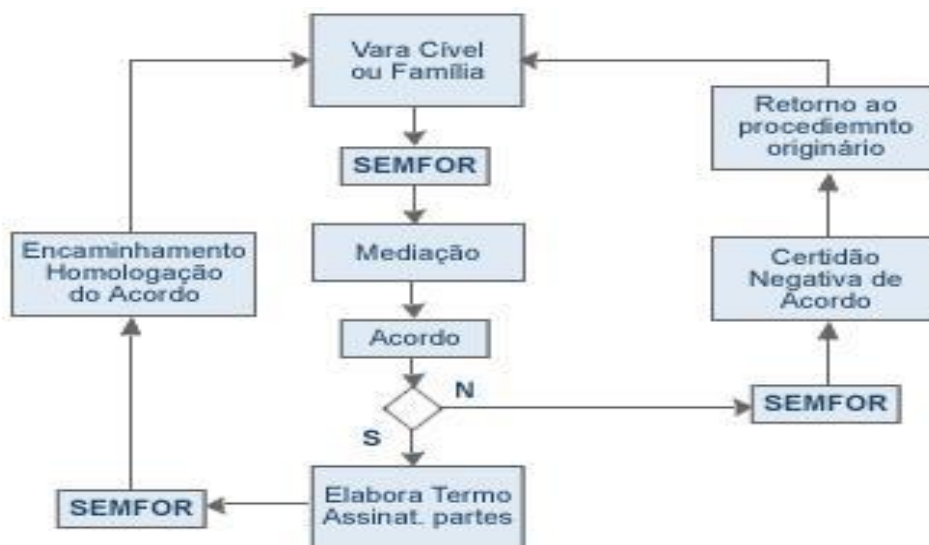 Vara Cível
ou Família
SEMFOR
Mediação
Acordo
N
S
Elabora Termo
Assinat. partes
SEMFOR
Encaminhamento
Homologação
do Acordo
SEMFOR
Certidão
Negativa de
Acordo
Retorno ao
procediemnto
originário